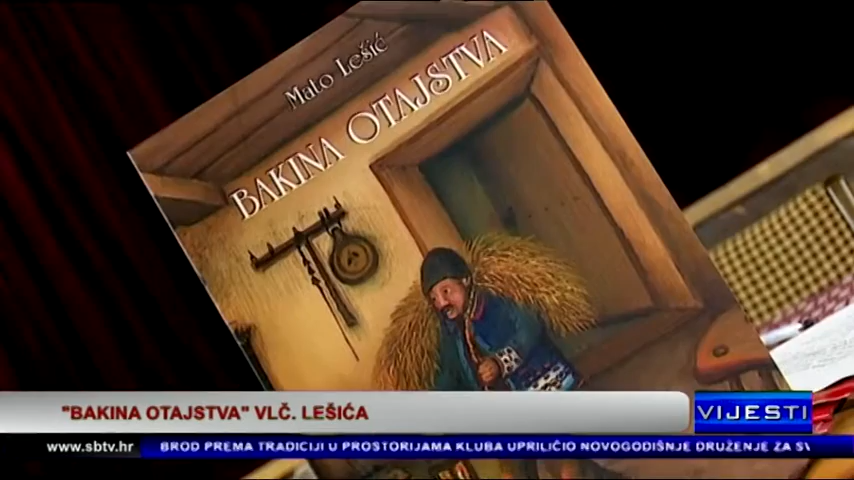 Mato Lešić
BAKINA OTAJSTVA
"BAKINA OTAJSTVA" VLČ. LEŠIĆA
VIJESTI
www.sbtv.hr
BROD PREMA TRADICIJI U PROSTORIJAMA KLUBA UPRILIČIO NOVOGODIŠNJE DRUŽENJE ZA